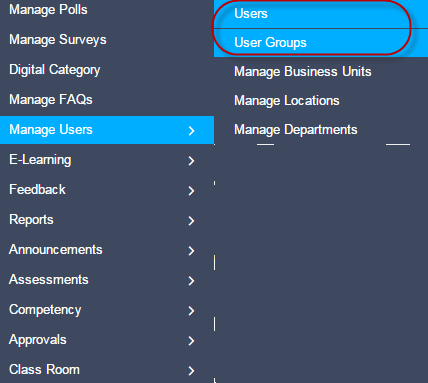 Manage Polls
Manage Surveys
Digital Category
Manage FAQs
Manage Users
E-Learning
Feedback
Reports
Announcements
Assessments
Competency
Approvals
Class Room
Users
User Groups
Manage Business Units
Manage Locations
Manage Departments